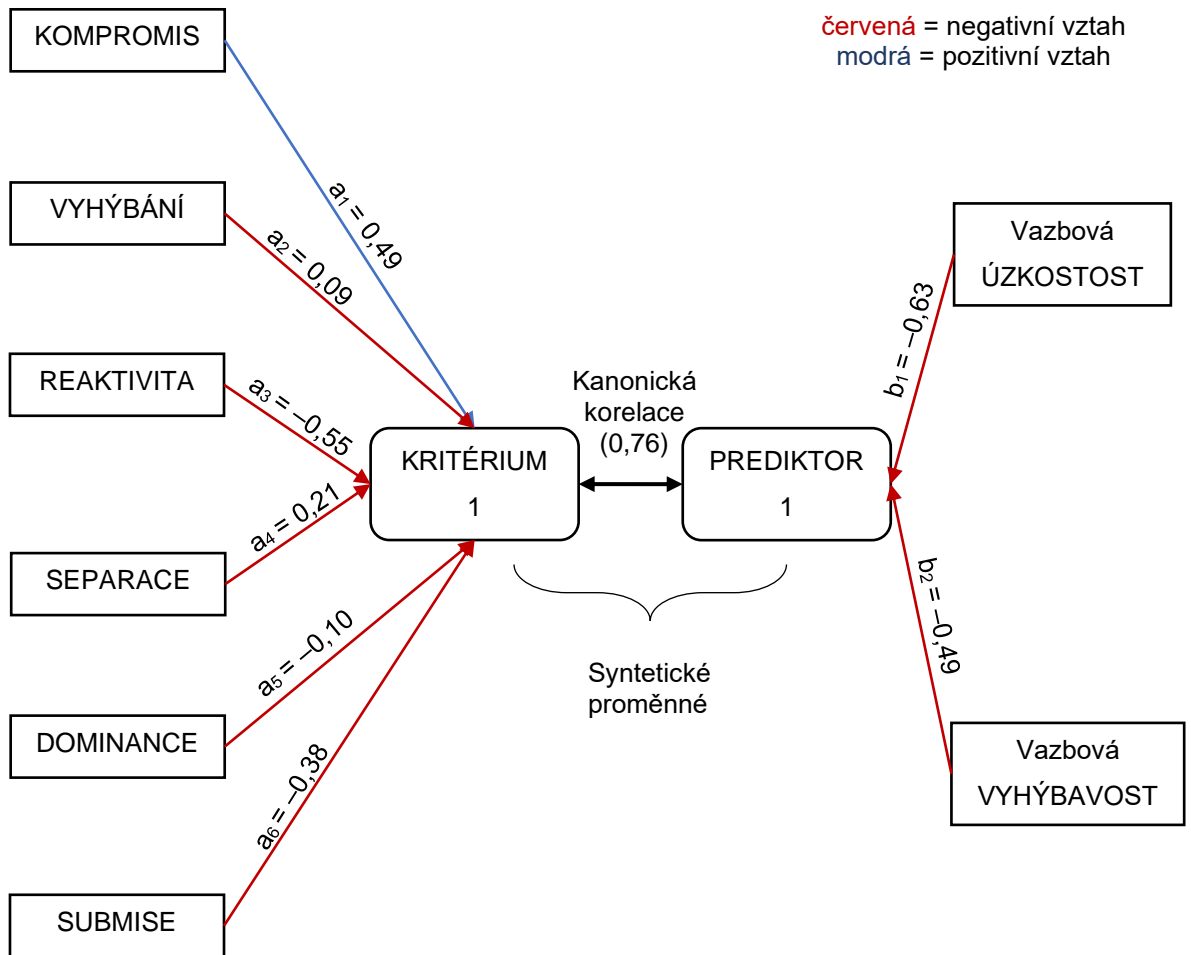 KOMPROMIS
červená = negativní vztah
modrá = pozitivní vztah
a1 = 0,49
VYHÝBÁNÍ
a2 = 0,09
Vazbová
ÚZKOSTOST
REAKTIVITA
a3 = –0,55
b1 = –0,63
Kanonická
korelace
(0,76)
KRITÉRIUM
1
PREDIKTOR
1
SEPARACE
a4 = 0,21
b2 = –0,49
Syntetické
proměnné
DOMINANCE
a5 = –0,10
Vazbová
VYHÝBAVOST
SUBMISE
a6 = –0,38